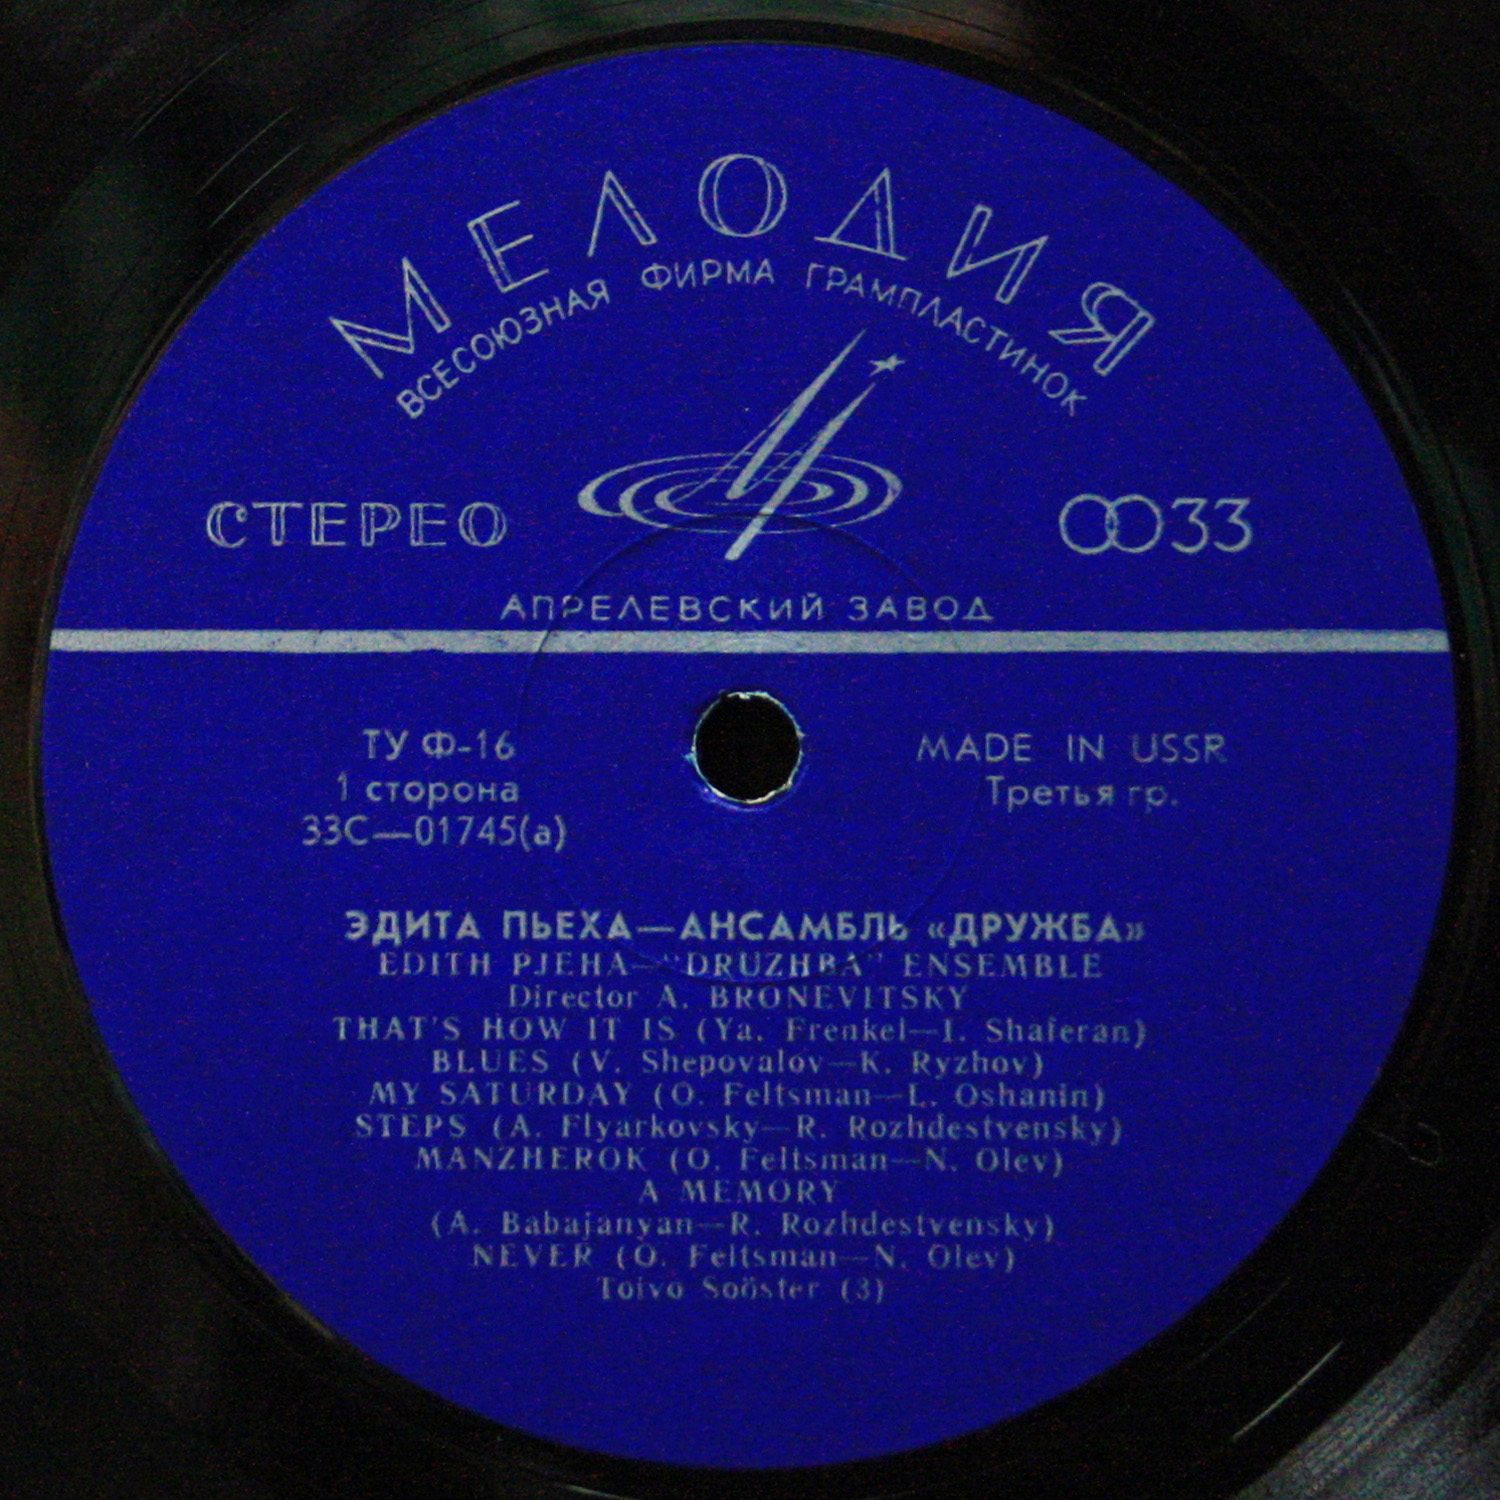 МЕЛОДИЯ
ВСЕСОЮЗНАЯ ФИРМА ГРАМПЛАСТИНОК
СТЕРЕО
33
АПРЕЛЕВСКИЙ ЗАВОД
ТУ Ф-16
1 сторона
33С—01745(а)
MADE IN USSR
Третья гр.
ЭДИТА ПЬЕХА—АНСАМБЛЬ «ДРУЖБА»
EDITH PJEHA—"DRUZHBA" ENSEMBLE
Director A. BRONEVITSKY
THAT'S HOW IT IS (Ya. Frenkel—I. Shaferan)
BLUES (V. Shepovalov—K. Ryzhov)
MY SATURDAY (O. Feltsman—L. Oshanin)
STEPS (A. Flyarkovsky—R. Rozhdestvensky)
MANZHEROK (O. Feltsman—N. Olev)
A MEMORY
(A. Babajanyan—R. Rozhdestvensky)
NEVER (O. Feltsman—N. Olev)
Toivo Soöster (3)